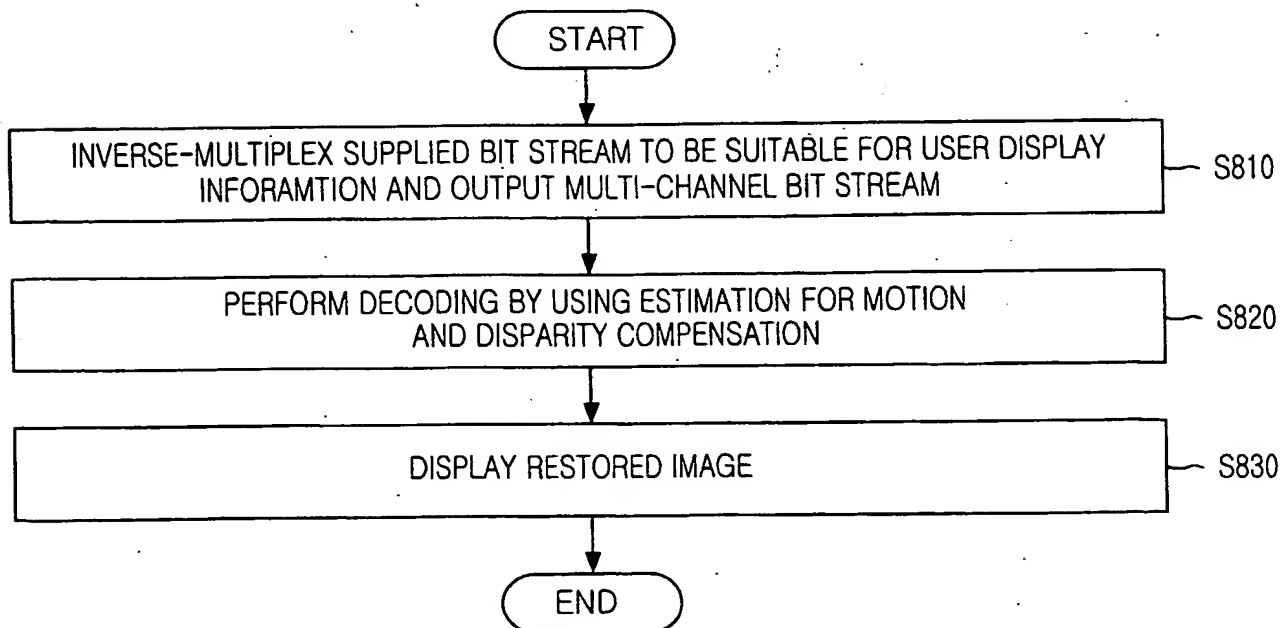 START
INVERSE-MULTIPLEX SUPPLIED BIT STREAM TO BE SUITABLE FOR USER DISPLAY
INFORAMTION AND OUTPUT MULTI-CHANNEL BIT STREAM
S810
PERFORM DECODING BY USING ESTIMATION FOR MOTION
AND DISPARITY COMPENSATION
S820
DISPLAY RESTORED IMAGE
S830
END